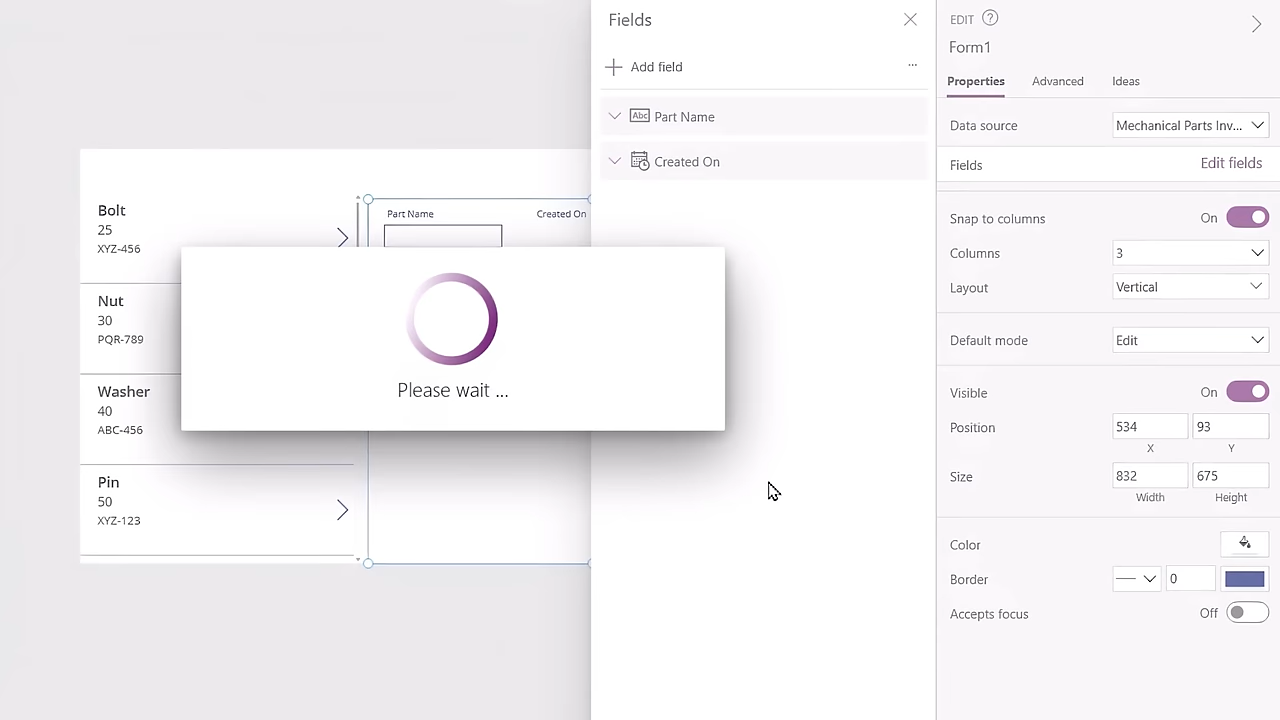 Fields
+ Add field
...
Abc Part Name
Created On
Bolt
25
XYZ-456
Nut
30
PQR-789
Washer
40
ABC-456
Pin
50
XYZ-123
Part Name
Created On
Please wait ...
EDIT ?
Form1
Properties Advanced Ideas
Data source Mechanical Parts Inv...
Fields Edit fields
Snap to columns On
Columns 3
Layout Vertical
Default mode Edit
Visible On
Position 534 93
X Y
Size 832 675
Width Height
Color
Border 0
Accepts focus Off